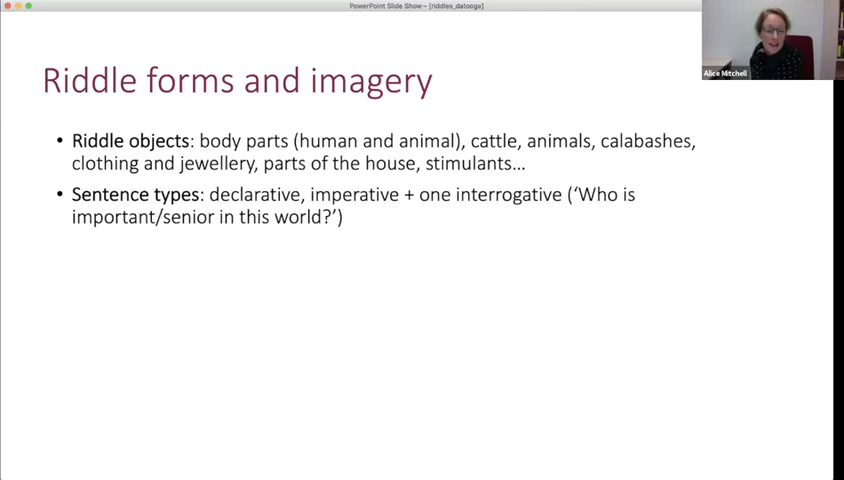 PowerPoint Slide Show – [riddles_datooga]
Alice Mitchell
Riddle forms and imagery
• Riddle objects: body parts (human and animal), cattle, animals, calabashes,
clothing and jewellery, parts of the house, stimulants…
• Sentence types: declarative, imperative + one interrogative (‘Who is
important/senior in this world?’)